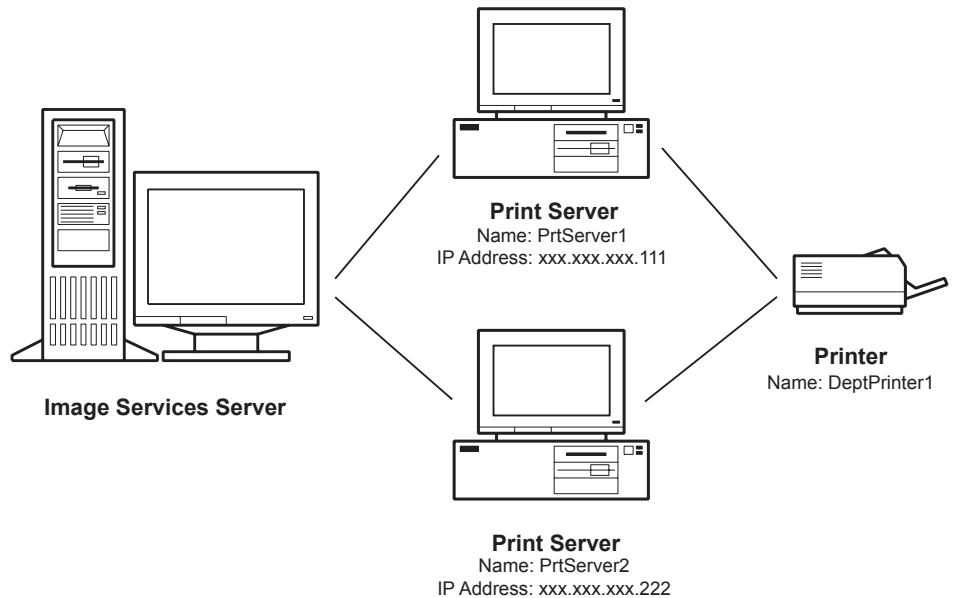 Print Server
Name: PrtServer1
IP Address: xxx.xxx.xxx.111
Image Services Server
Printer
Name: DeptPrinter1
Print Server
Name: PrtServer2
IP Address: xxx.xxx.xxx.222